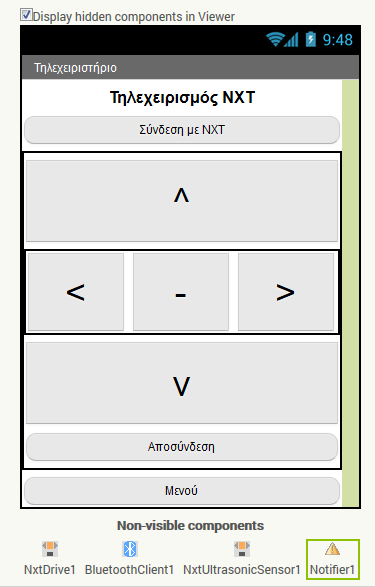 Display hidden components in Viewer
9:48
Τηλεχειριστήριο
Τηλεχειρισμός NXT
Σύνδεση με NXT
^
< - >
V
Αποσύνδεση
Μενού
Non-visible components
NxtDrive1 BluetoothClient1 NxtUltrasonicSensor1 Notifier1